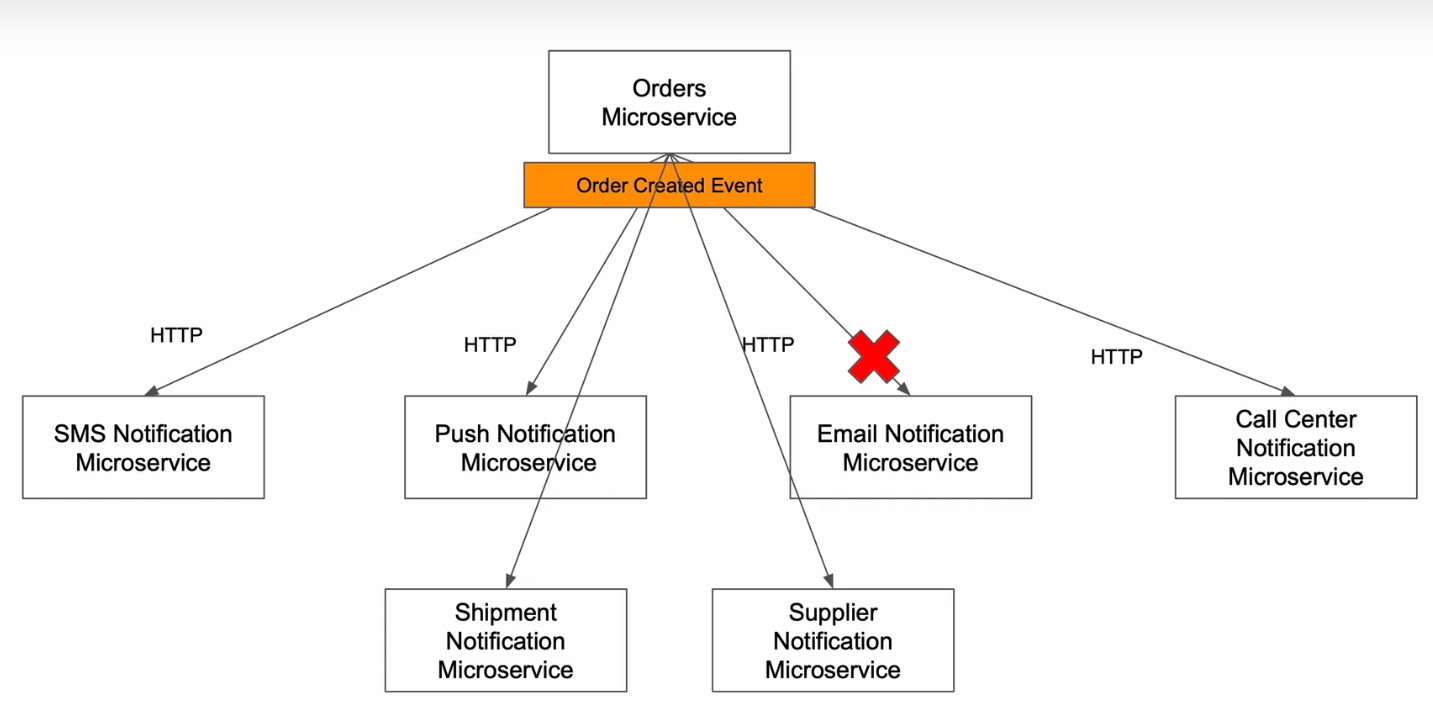 Orders
Microservice
Order Created Event
HTTP
HTTP
HTTP
HTTP
SMS Notification
Microservice
Push Notification
Microservice
Email Notification
Microservice
Call Center
Notification
Microservice
Shipment
Notification
Microservice
Supplier
Notification
Microservice